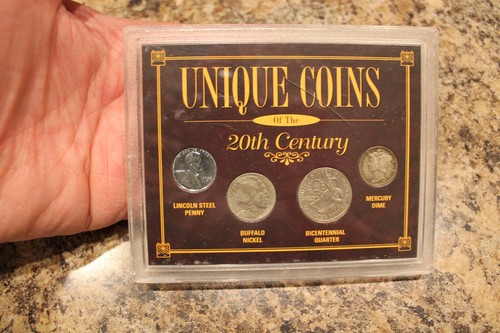 UNIQUE COINS
Of The
20th Century
LINCOLN STEEL
PENNY
BUFFALO
NICKEL
BICENTENNIAL
QUARTER
MERCURY
DIME